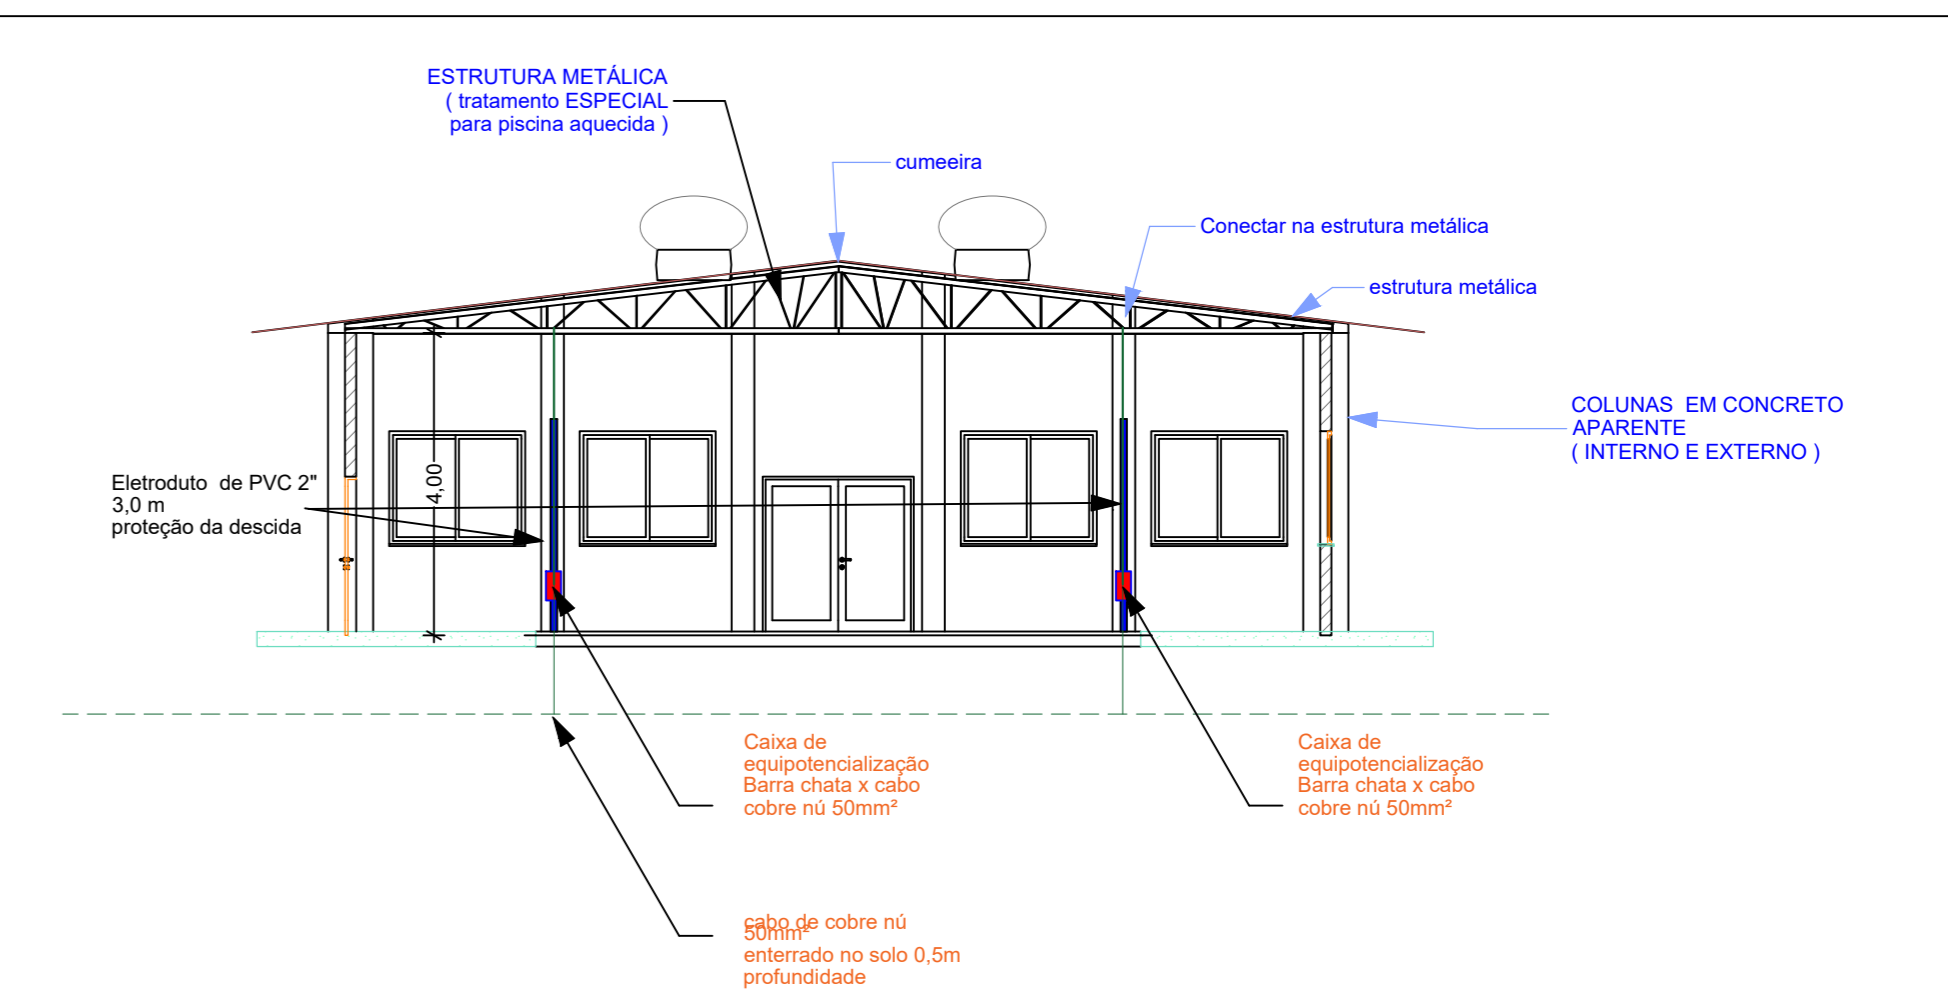 ESTRUTURA METÁLICA
( tratamento ESPECIAL
para piscina aquecida )
cumeeira
Conectar na estrutura metálica
estrutura metálica
COLUNAS EM CONCRETO
APARENTE
( INTERNO E EXTERNO )
Eletroduto de PVC 2"
3,0 m
proteção da descida
4,00
Caixa de
equipotencialização
Barra chata x cabo
cobre nú 50mm²
Caixa de
equipotencialização
Barra chata x cabo
cobre nú 50mm²
cabo de cobre nú
50mm²
enterrado no solo 0,5m
profundidade